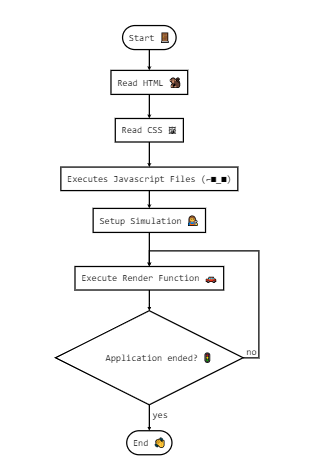 Start
Read HTML
Read CSS
Executes Javascript Files (⌐■_■)
Setup Simulation
Execute Render Function
Application ended?
no
yes
End